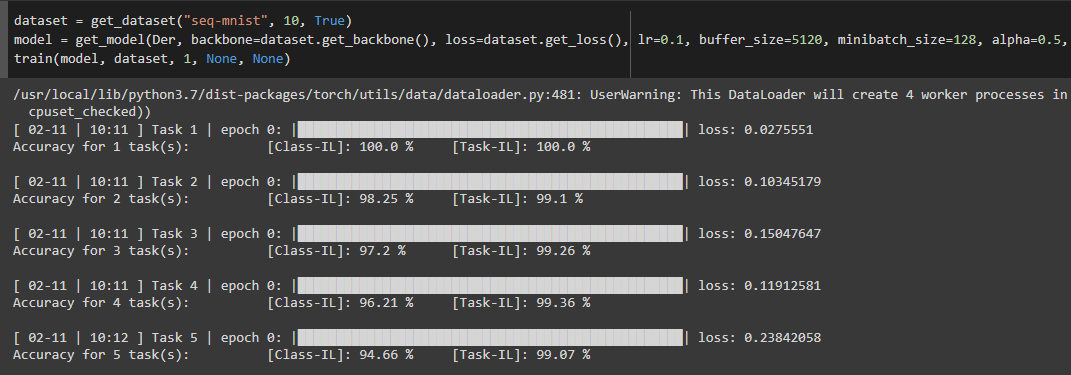 dataset = get_dataset("seq-mnist", 10, True)
model = get_model(Der, backbone=dataset.get_backbone(), loss=dataset.get_loss(), lr=0.1, buffer_size=5120, minibatch_size=128, alpha=0.5,
train(model, dataset, 1, None, None)
/usr/local/lib/python3.7/dist-packages/torch/utils/data/dataloader.py:481: UserWarning: This DataLoader will create 4 worker processes in
cpuset_checked))
[ 02-11 | 10:11 ] Task 1 | epoch 0: |██████████████████████████████████████████████████| loss: 0.0275551
Accuracy for 1 task(s): [Class-IL]: 100.0 % [Task-IL]: 100.0 %
[ 02-11 | 10:11 ] Task 2 | epoch 0: |██████████████████████████████████████████████████| loss: 0.10345179
Accuracy for 2 task(s): [Class-IL]: 98.25 % [Task-IL]: 99.1 %
[ 02-11 | 10:11 ] Task 3 | epoch 0: |██████████████████████████████████████████████████| loss: 0.15047647
Accuracy for 3 task(s): [Class-IL]: 97.2 % [Task-IL]: 99.26 %
[ 02-11 | 10:11 ] Task 4 | epoch 0: |██████████████████████████████████████████████████| loss: 0.11912581
Accuracy for 4 task(s): [Class-IL]: 96.21 % [Task-IL]: 99.36 %
[ 02-11 | 10:12 ] Task 5 | epoch 0: |██████████████████████████████████████████████████| loss: 0.23842058
Accuracy for 5 task(s): [Class-IL]: 94.66 % [Task-IL]: 99.07 %